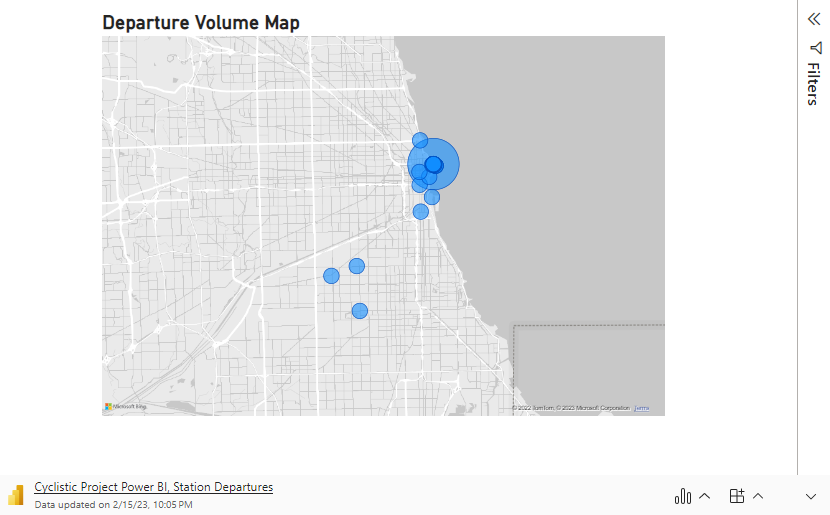 Departure Volume Map
Filters
Microsoft Bing
© 2022 TomTom, © 2023 Microsoft Corporation Terms
Cyclistic Project Power BI, Station Departures
Data updated on 2/15/23, 10:05 PM